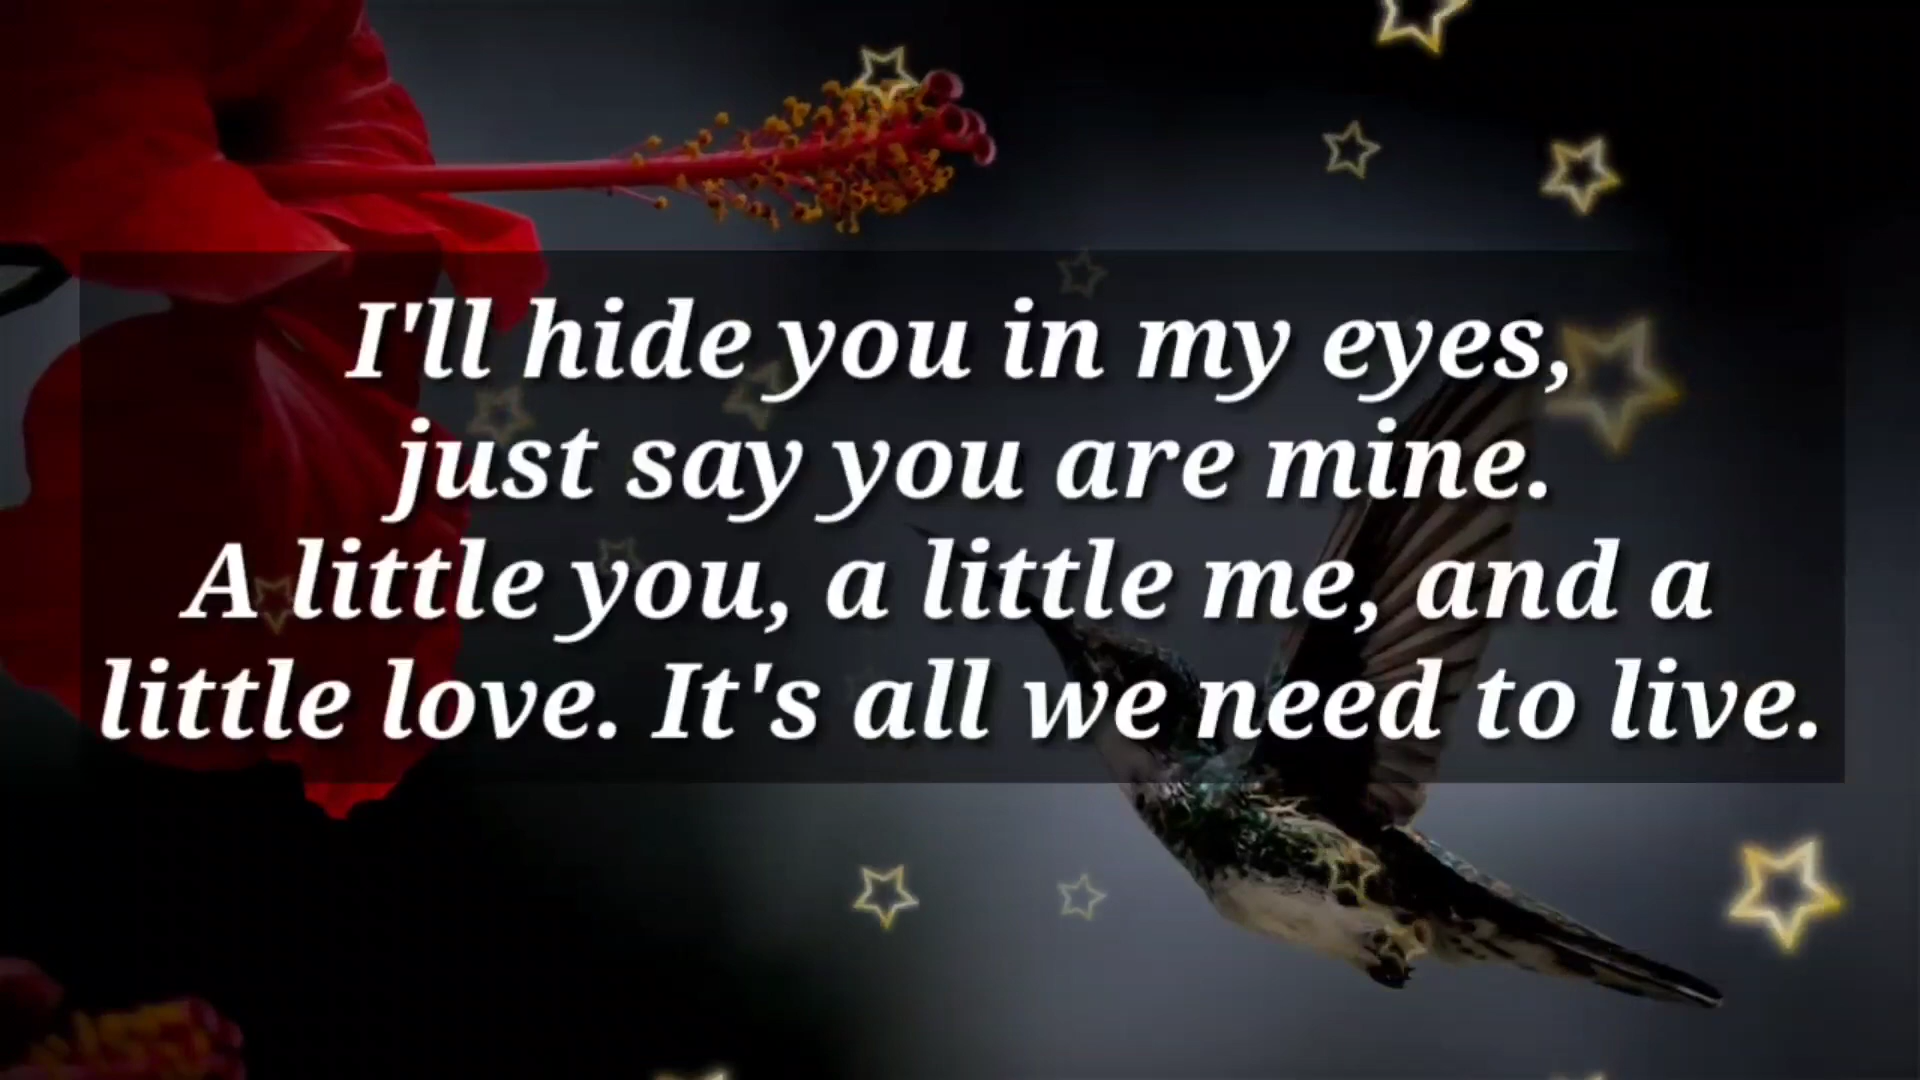 I'll hide you in my eyes,
just say you are mine.
A little you, a little me, and a
little love. It's all we need to live.